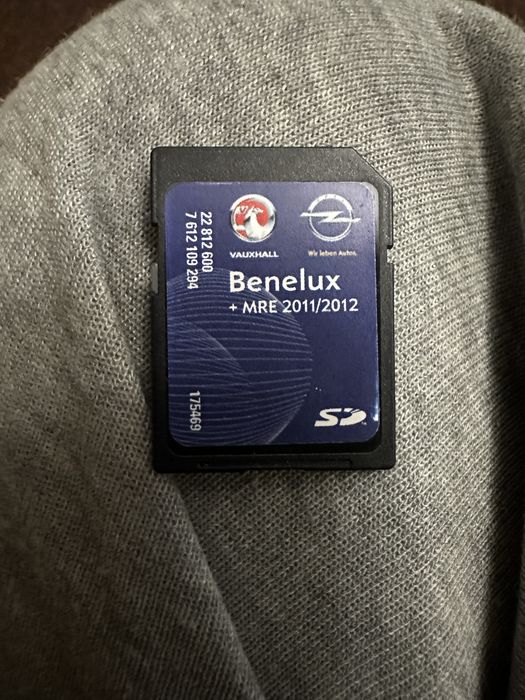 VAUXHALL
Wir leben Autos.
Benelux
+ MRE 2011/2012
22 812 600
7 612 109 294
175469
SD